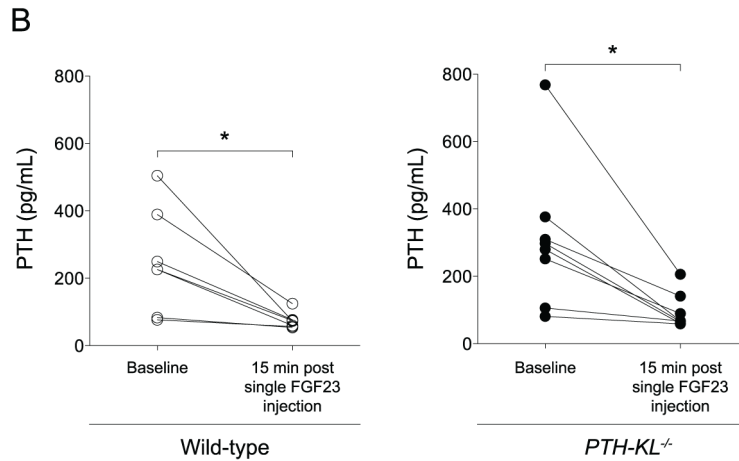 B
800
600
400
200
0
PTH (pg/mL)
*
Baseline
15 min post
single FGF23
injection
Wild-type
800
600
400
200
0
PTH (pg/mL)
*
Baseline
15 min post
single FGF23
injection
PTH-KL-/-